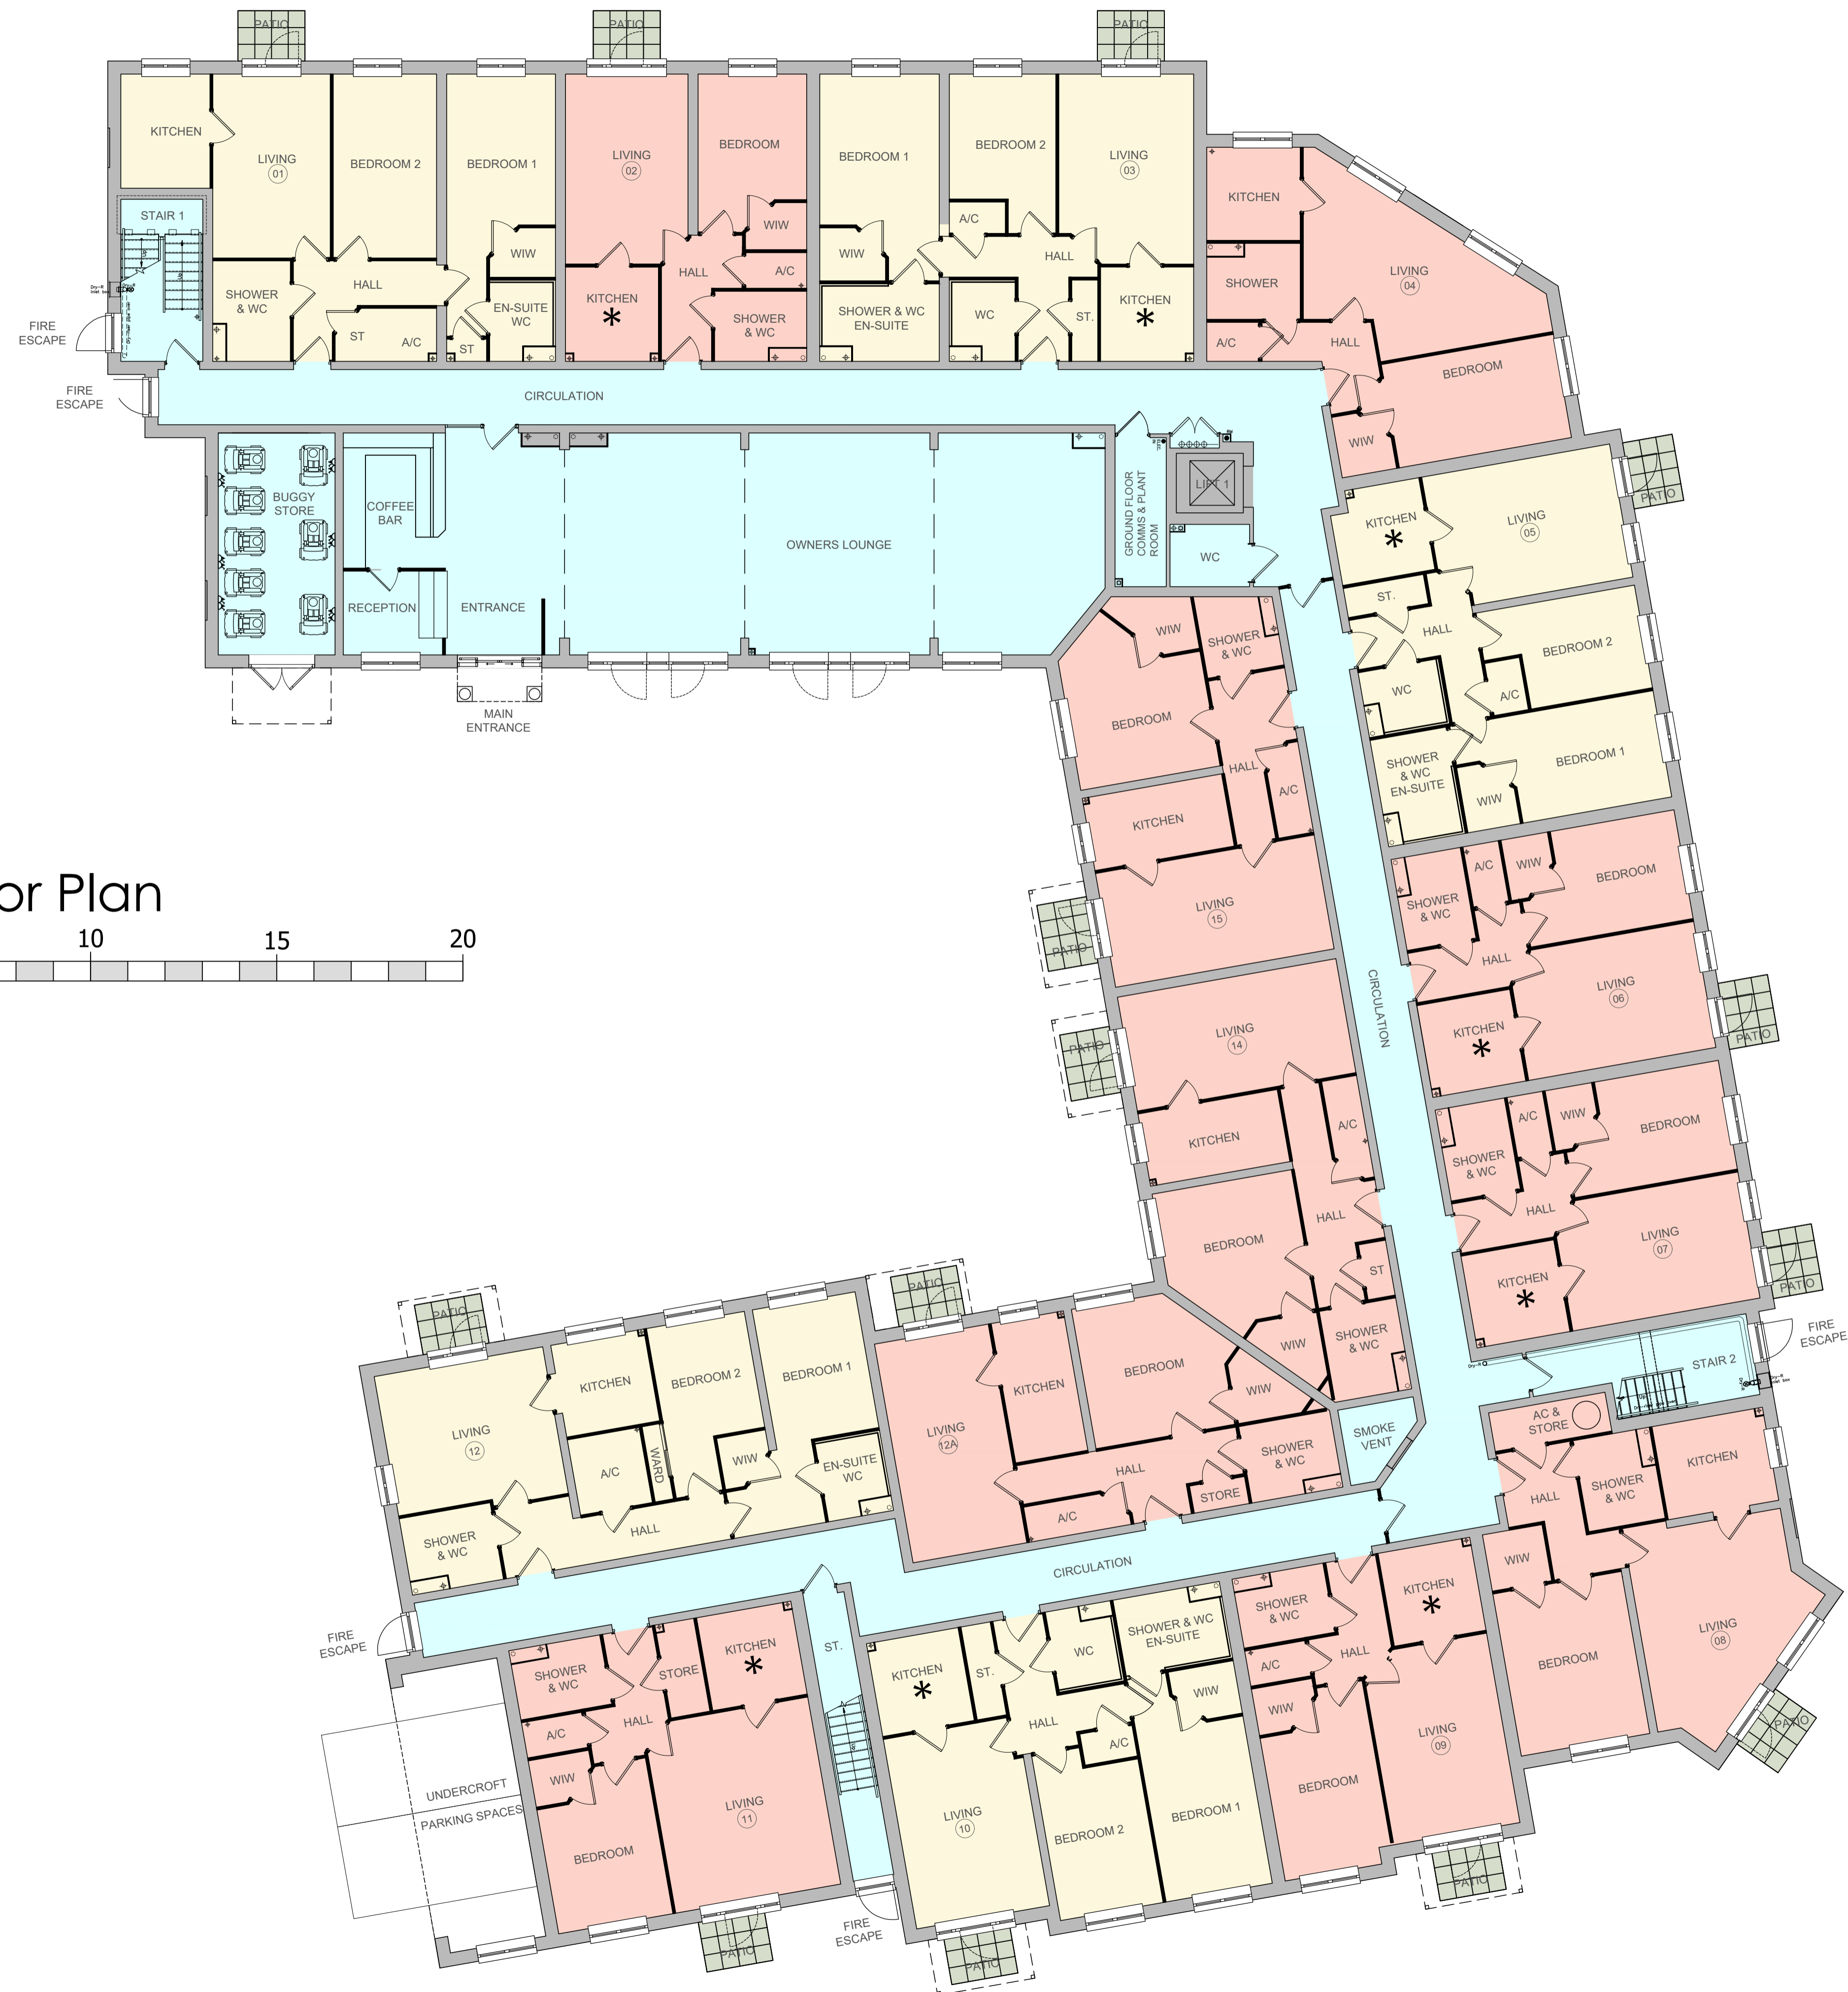 PATIO
PATIO
PATIO
KITCHEN
LIVING
01
BEDROOM 2
BEDROOM 1
LIVING
02
BEDROOM
BEDROOM 1
BEDROOM 2
LIVING
03
STAIR 1
WIW
WIW
WIW
A/C
SHOWER
& WC
HALL
ST
A/C
ST
EN-SUITE
WC
KITCHEN
*
HALL
A/C
SHOWER
& WC
SHOWER & WC
EN-SUITE
WC
HALL
ST.
KITCHEN
*
KITCHEN
SHOWER
A/C
HALL
LIVING
04
BEDROOM
WIW
Dry-R
Inlet box
Dry-R
FIRE
ESCAPE
FIRE
ESCAPE
CIRCULATION
BUGGY
STORE
COFFEE
BAR
RECEPTION
ENTRANCE
OWNERS LOUNGE
GROUND FLOOR
COMMS & PLANT
ROOM
LIFT 1
WC
MAIN
ENTRANCE
KITCHEN
*
LIVING
05
PATIO
ST.
HALL
BEDROOM 2
WC
A/C
SHOWER
& WC
EN-SUITE
WIW
BEDROOM 1
WIW
SHOWER
& WC
BEDROOM
HALL
A/C
KITCHEN
LIVING
15
PATIO
SHOWER
& WC
A/C
WIW
BEDROOM
HALL
LIVING
06
KITCHEN
*
PATIO
or Plan
10
15
20
CIRCULATION
LIVING
14
PATIO
KITCHEN
A/C
HALL
BEDROOM
ST
WIW
SHOWER
& WC
SHOWER
& WC
A/C
WIW
BEDROOM
HALL
LIVING
07
KITCHEN
*
PATIO
FIRE
ESCAPE
STAIR 2
Dry-R
Dry-R
Inlet box
PATIO
LIVING
12
KITCHEN
BEDROOM 2
BEDROOM 1
A/C
WARD
WIW
EN-SUITE
WC
SHOWER
& WC
HALL
PATIO
LIVING
12A
KITCHEN
BEDROOM
WIW
HALL
A/C
STORE
SHOWER
& WC
SMOKE
VENT
CIRCULATION
AC &
STORE
HALL
SHOWER
& WC
KITCHEN
WIW
BEDROOM
LIVING
08
PATIO
FIRE
ESCAPE
SHOWER
& WC
STORE
KITCHEN
*
A/C
HALL
WIW
BEDROOM
LIVING
11
PATIO
UNDERCROFT
PARKING SPACES
ST.
FIRE
ESCAPE
KITCHEN
*
ST.
WC
SHOWER & WC
EN-SUITE
HALL
WIW
A/C
LIVING
10
BEDROOM 2
BEDROOM 1
PATIO
SHOWER
& WC
KITCHEN
*
A/C
HALL
WIW
BEDROOM
LIVING
09
PATIO